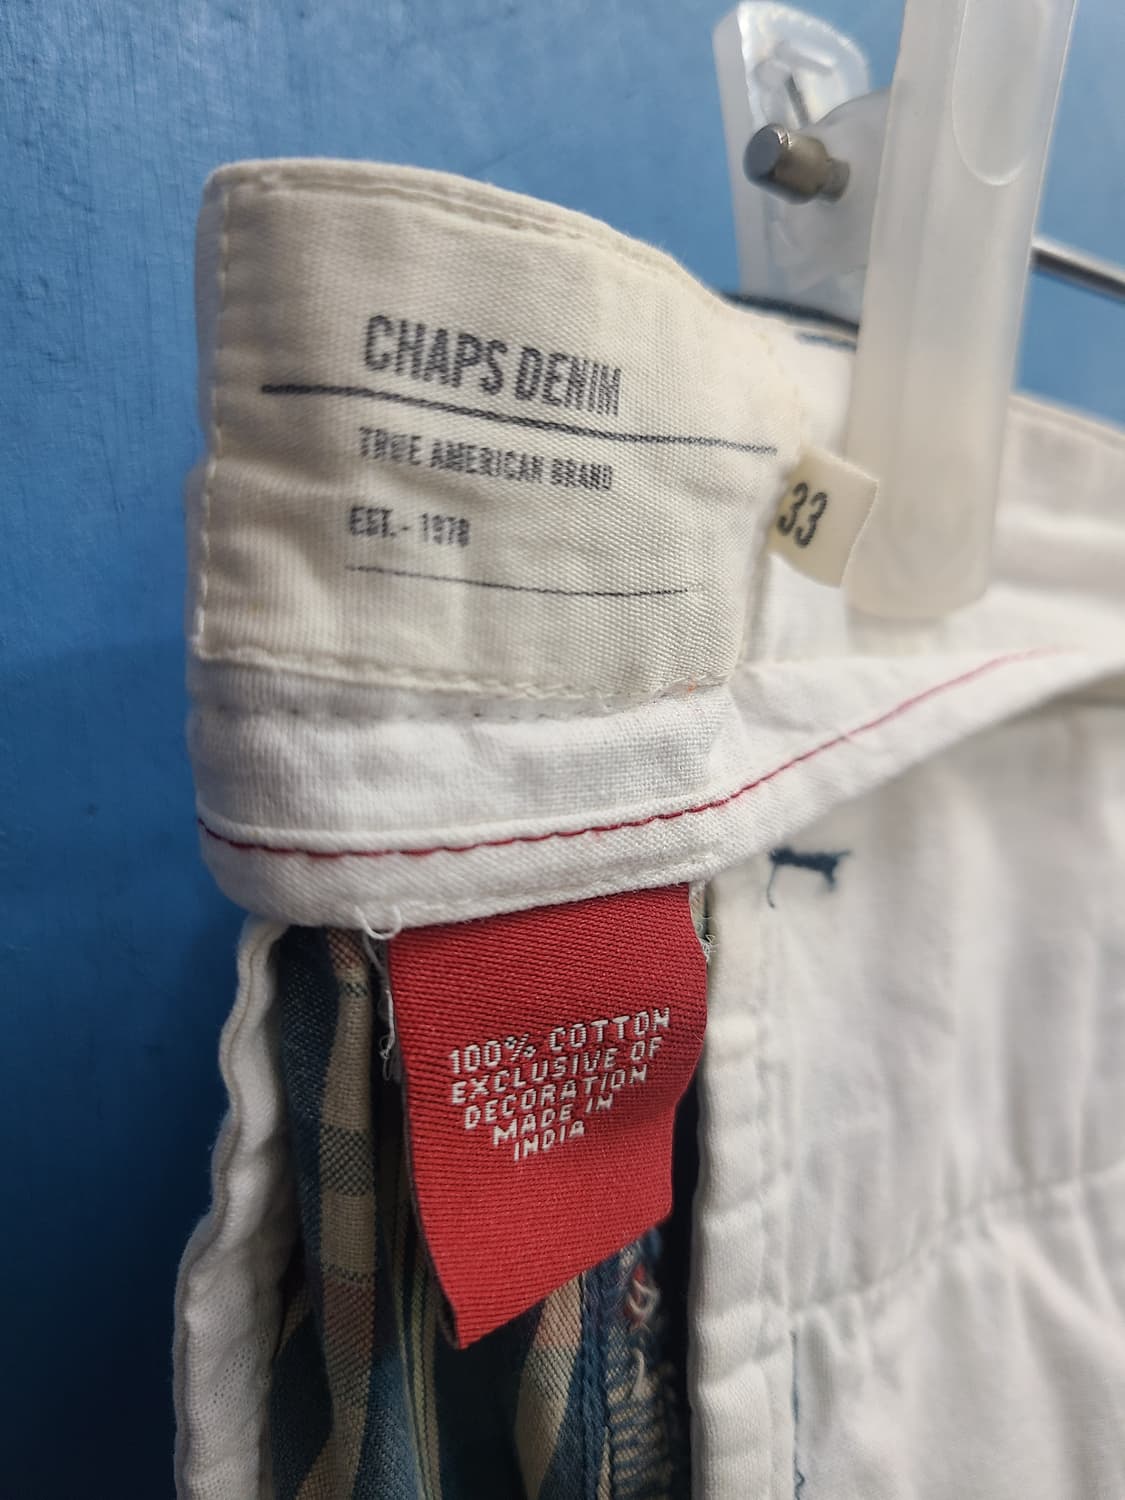 CHAPS DENIM
TRUE AMERICAN BRAND
EST.- 1978
33
100% COTTON
EXCLUSIVE OF
DECORATION
MADE IN
INDIA